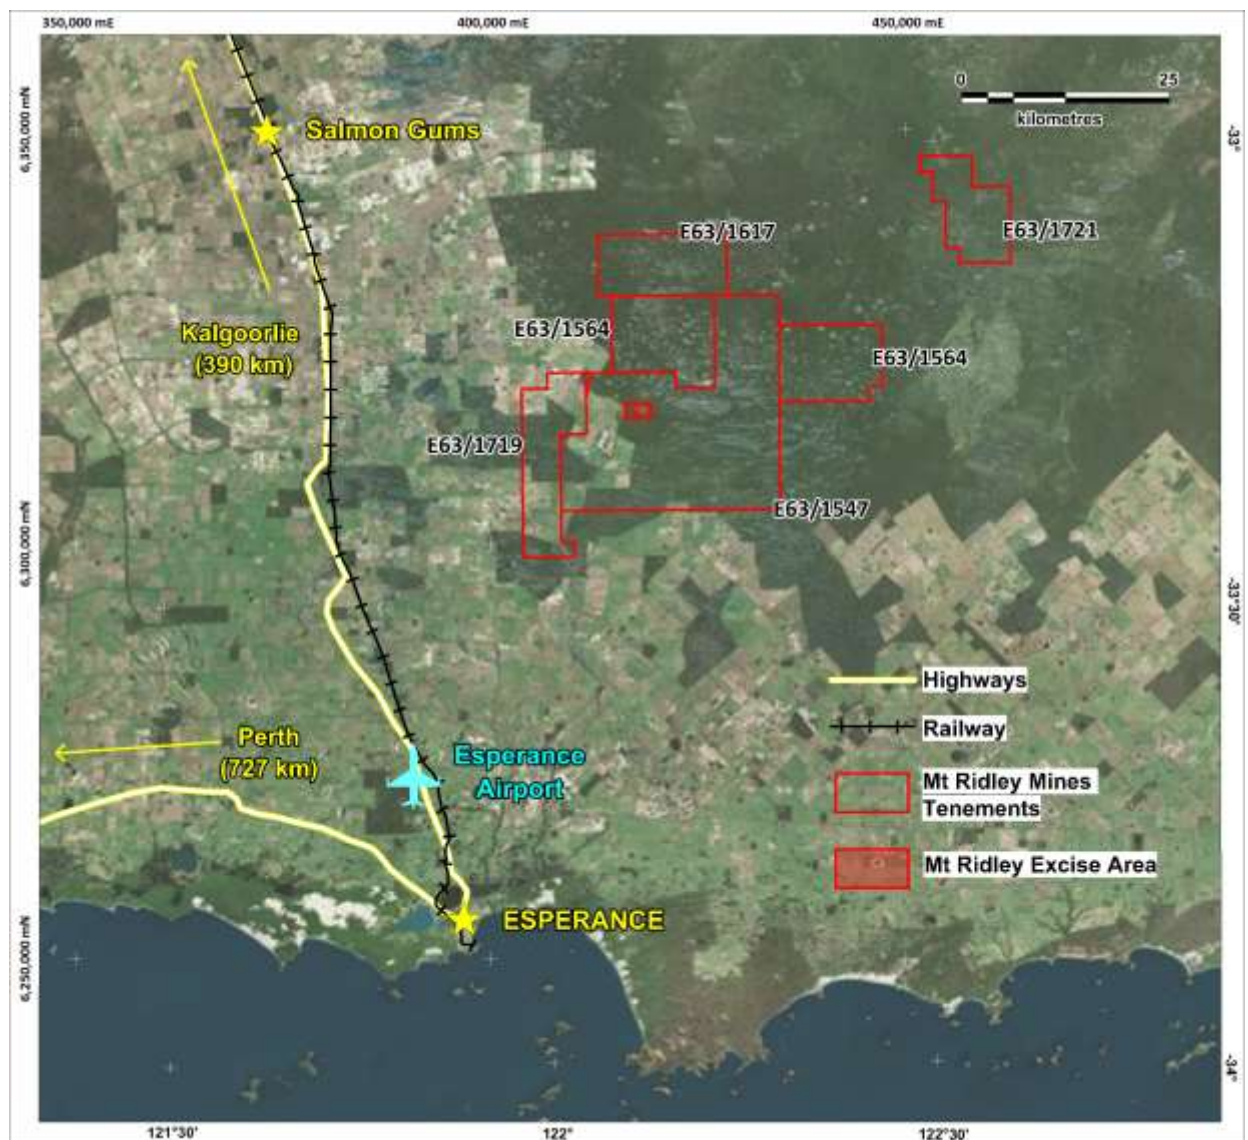 350,000 mE
400,000 mE
450,000 mE
0 25
kilometres
6,350,000 mN
-33°
Salmon Gums
E63/1617
E63/1721
Kalgoorlie
(390 km)
E63/1564
E63/1564
E63/1719
E63/1547
6,300,000 mN
-33°30'
Highways
Railway
Perth
(727 km)
Esperance
Airport
Mt Ridley Mines
Tenements
Mt Ridley Excise Area
ESPERANCE
6,250,000 mN
-34°
121°30'
122°
122°30'